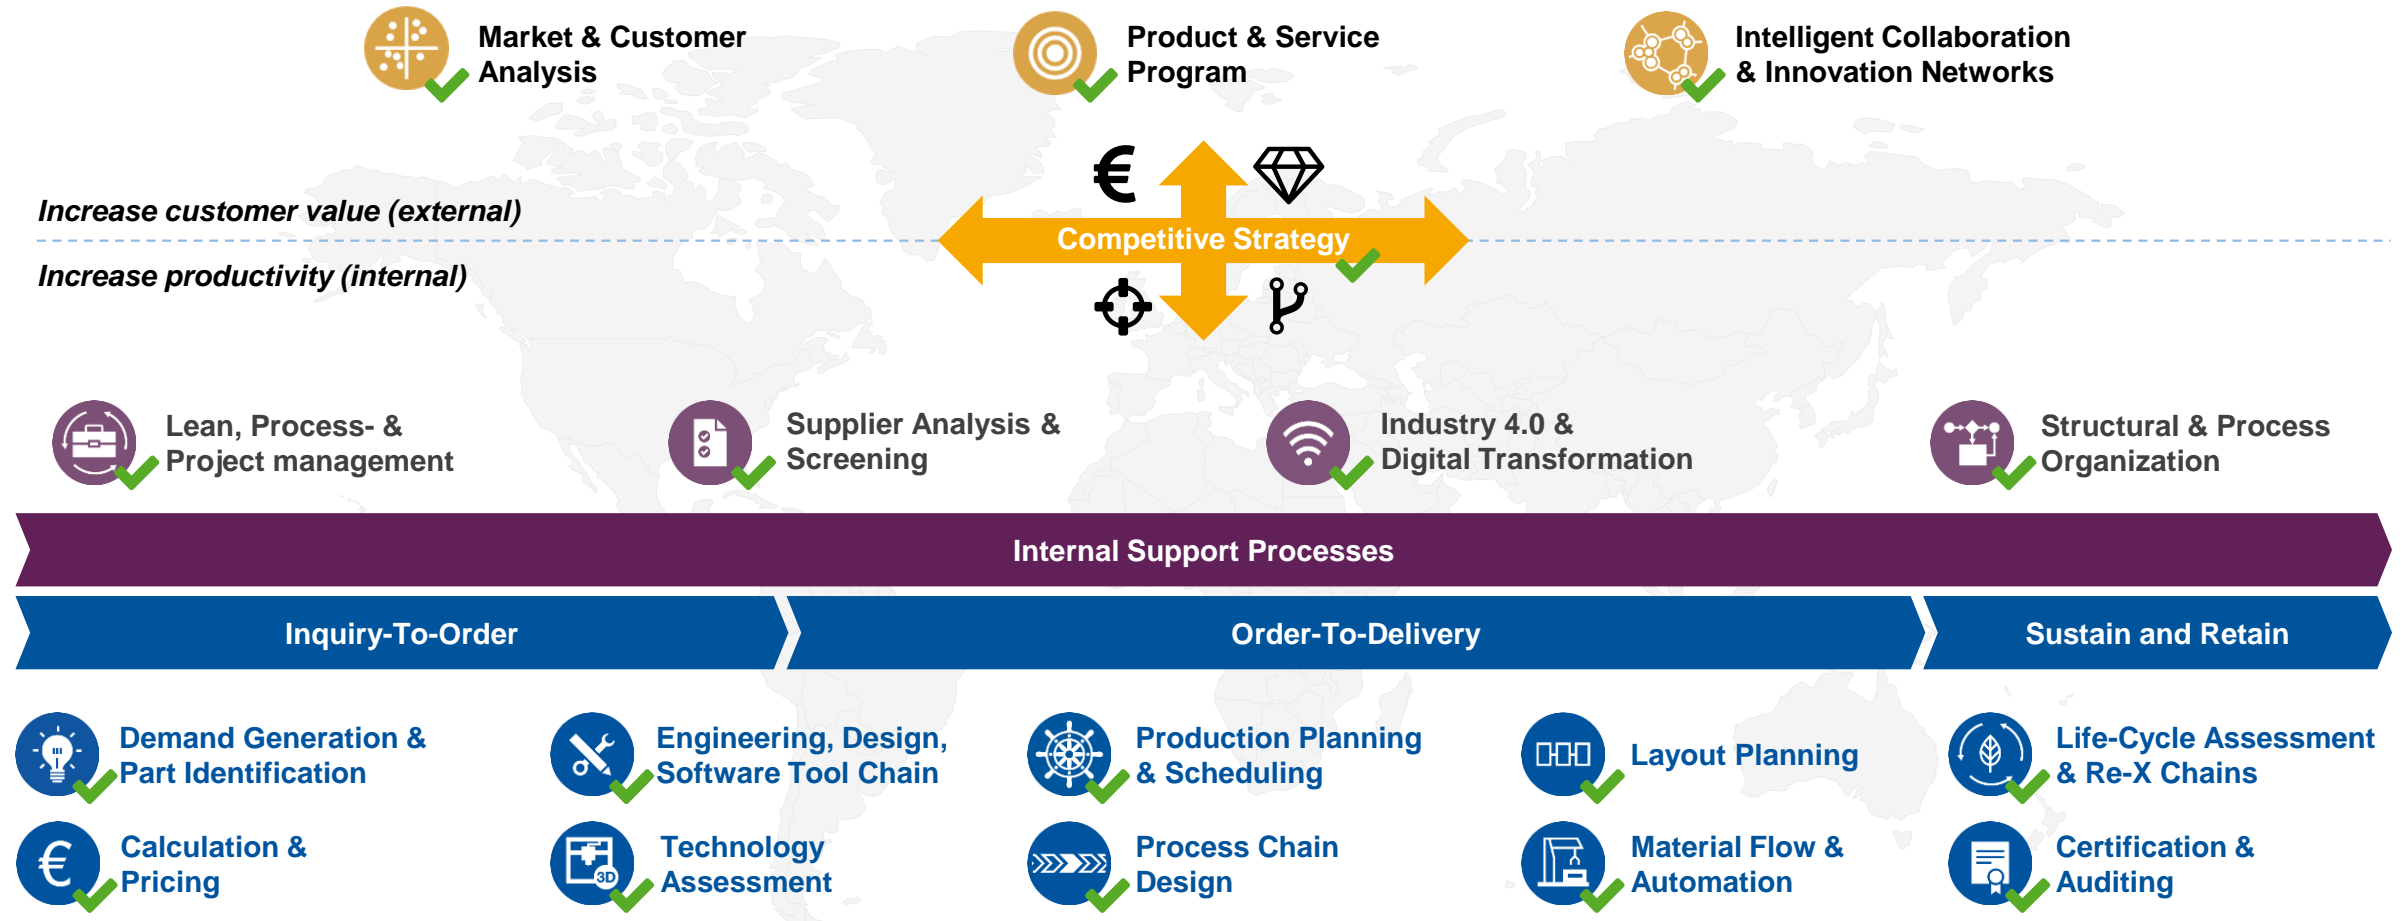 Market & Customer
Analysis
Product & Service
Program
Intelligent Collaboration
& Innovation Networks
€
Increase customer value (external)
Competitive Strategy
Increase productivity (internal)
Lean, Process- &
Project management
Supplier Analysis &
Screening
Industry 4.0 &
Digital Transformation
Structural & Process
Organization
Internal Support Processes
Inquiry-To-Order
Order-To-Delivery
Sustain and Retain
Demand Generation &
Part Identification
Engineering, Design,
Software Tool Chain
Production Planning
& Scheduling
Layout Planning
Life-Cycle Assessment
& Re-X Chains
€
Calculation &
Pricing
3D
Technology
Assessment
Process Chain
Design
Material Flow &
Automation
Certification &
Auditing